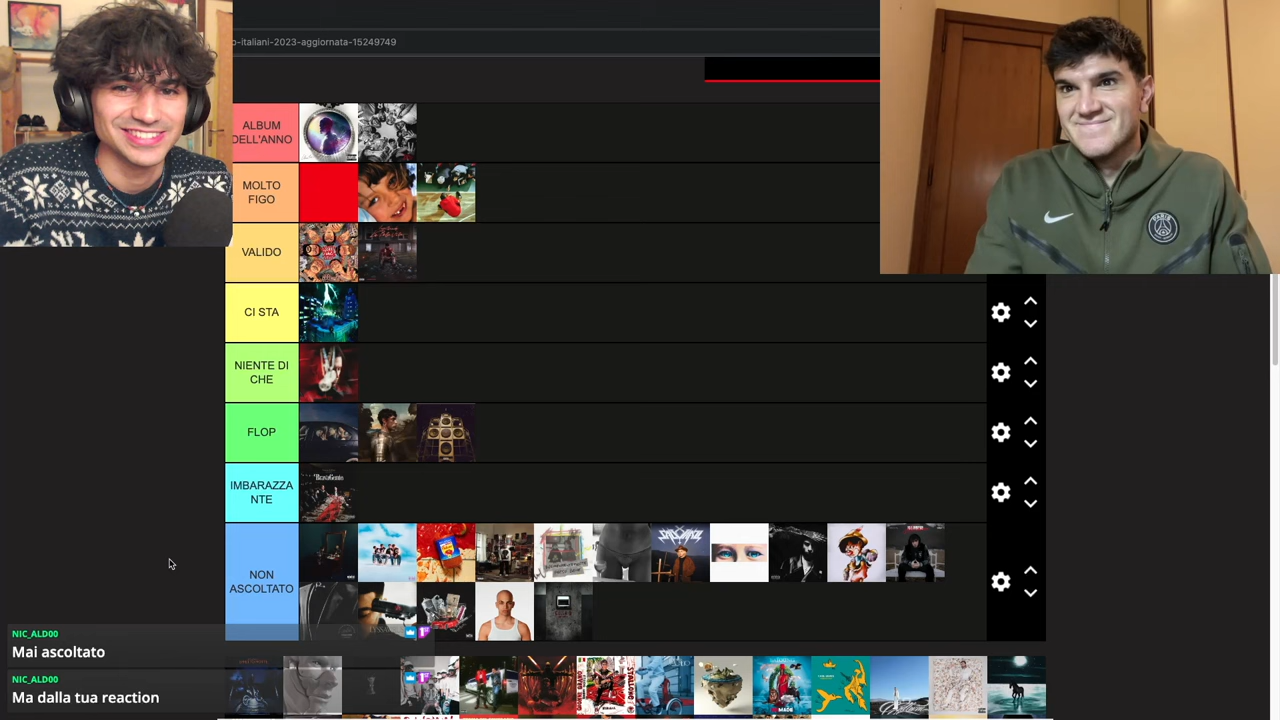 o-italiani-2023-aggiornata-15249749
ALBUM
DELL'ANNO
MOLTO
FIGO
VALIDO
CI STA
NIENTE DI
CHE
FLOP
IMBARAZZA
NTE
NON
ASCOLTATO
PARIS
NIC_ALD00
Mai ascoltato
NIC_ALD00
Ma dalla tua reaction